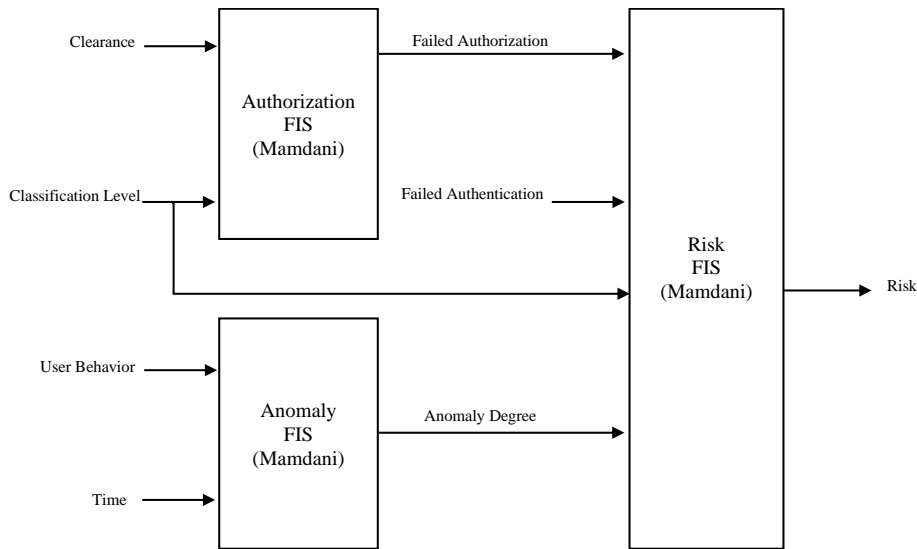 Clearance
Failed Authorization
Authorization
FIS
(Mamdani)
Classification Level
Failed Authentication
Risk
FIS
(Mamdani)
Risk
User Behavior
Anomaly
FIS
(Mamdani)
Anomaly Degree
Time